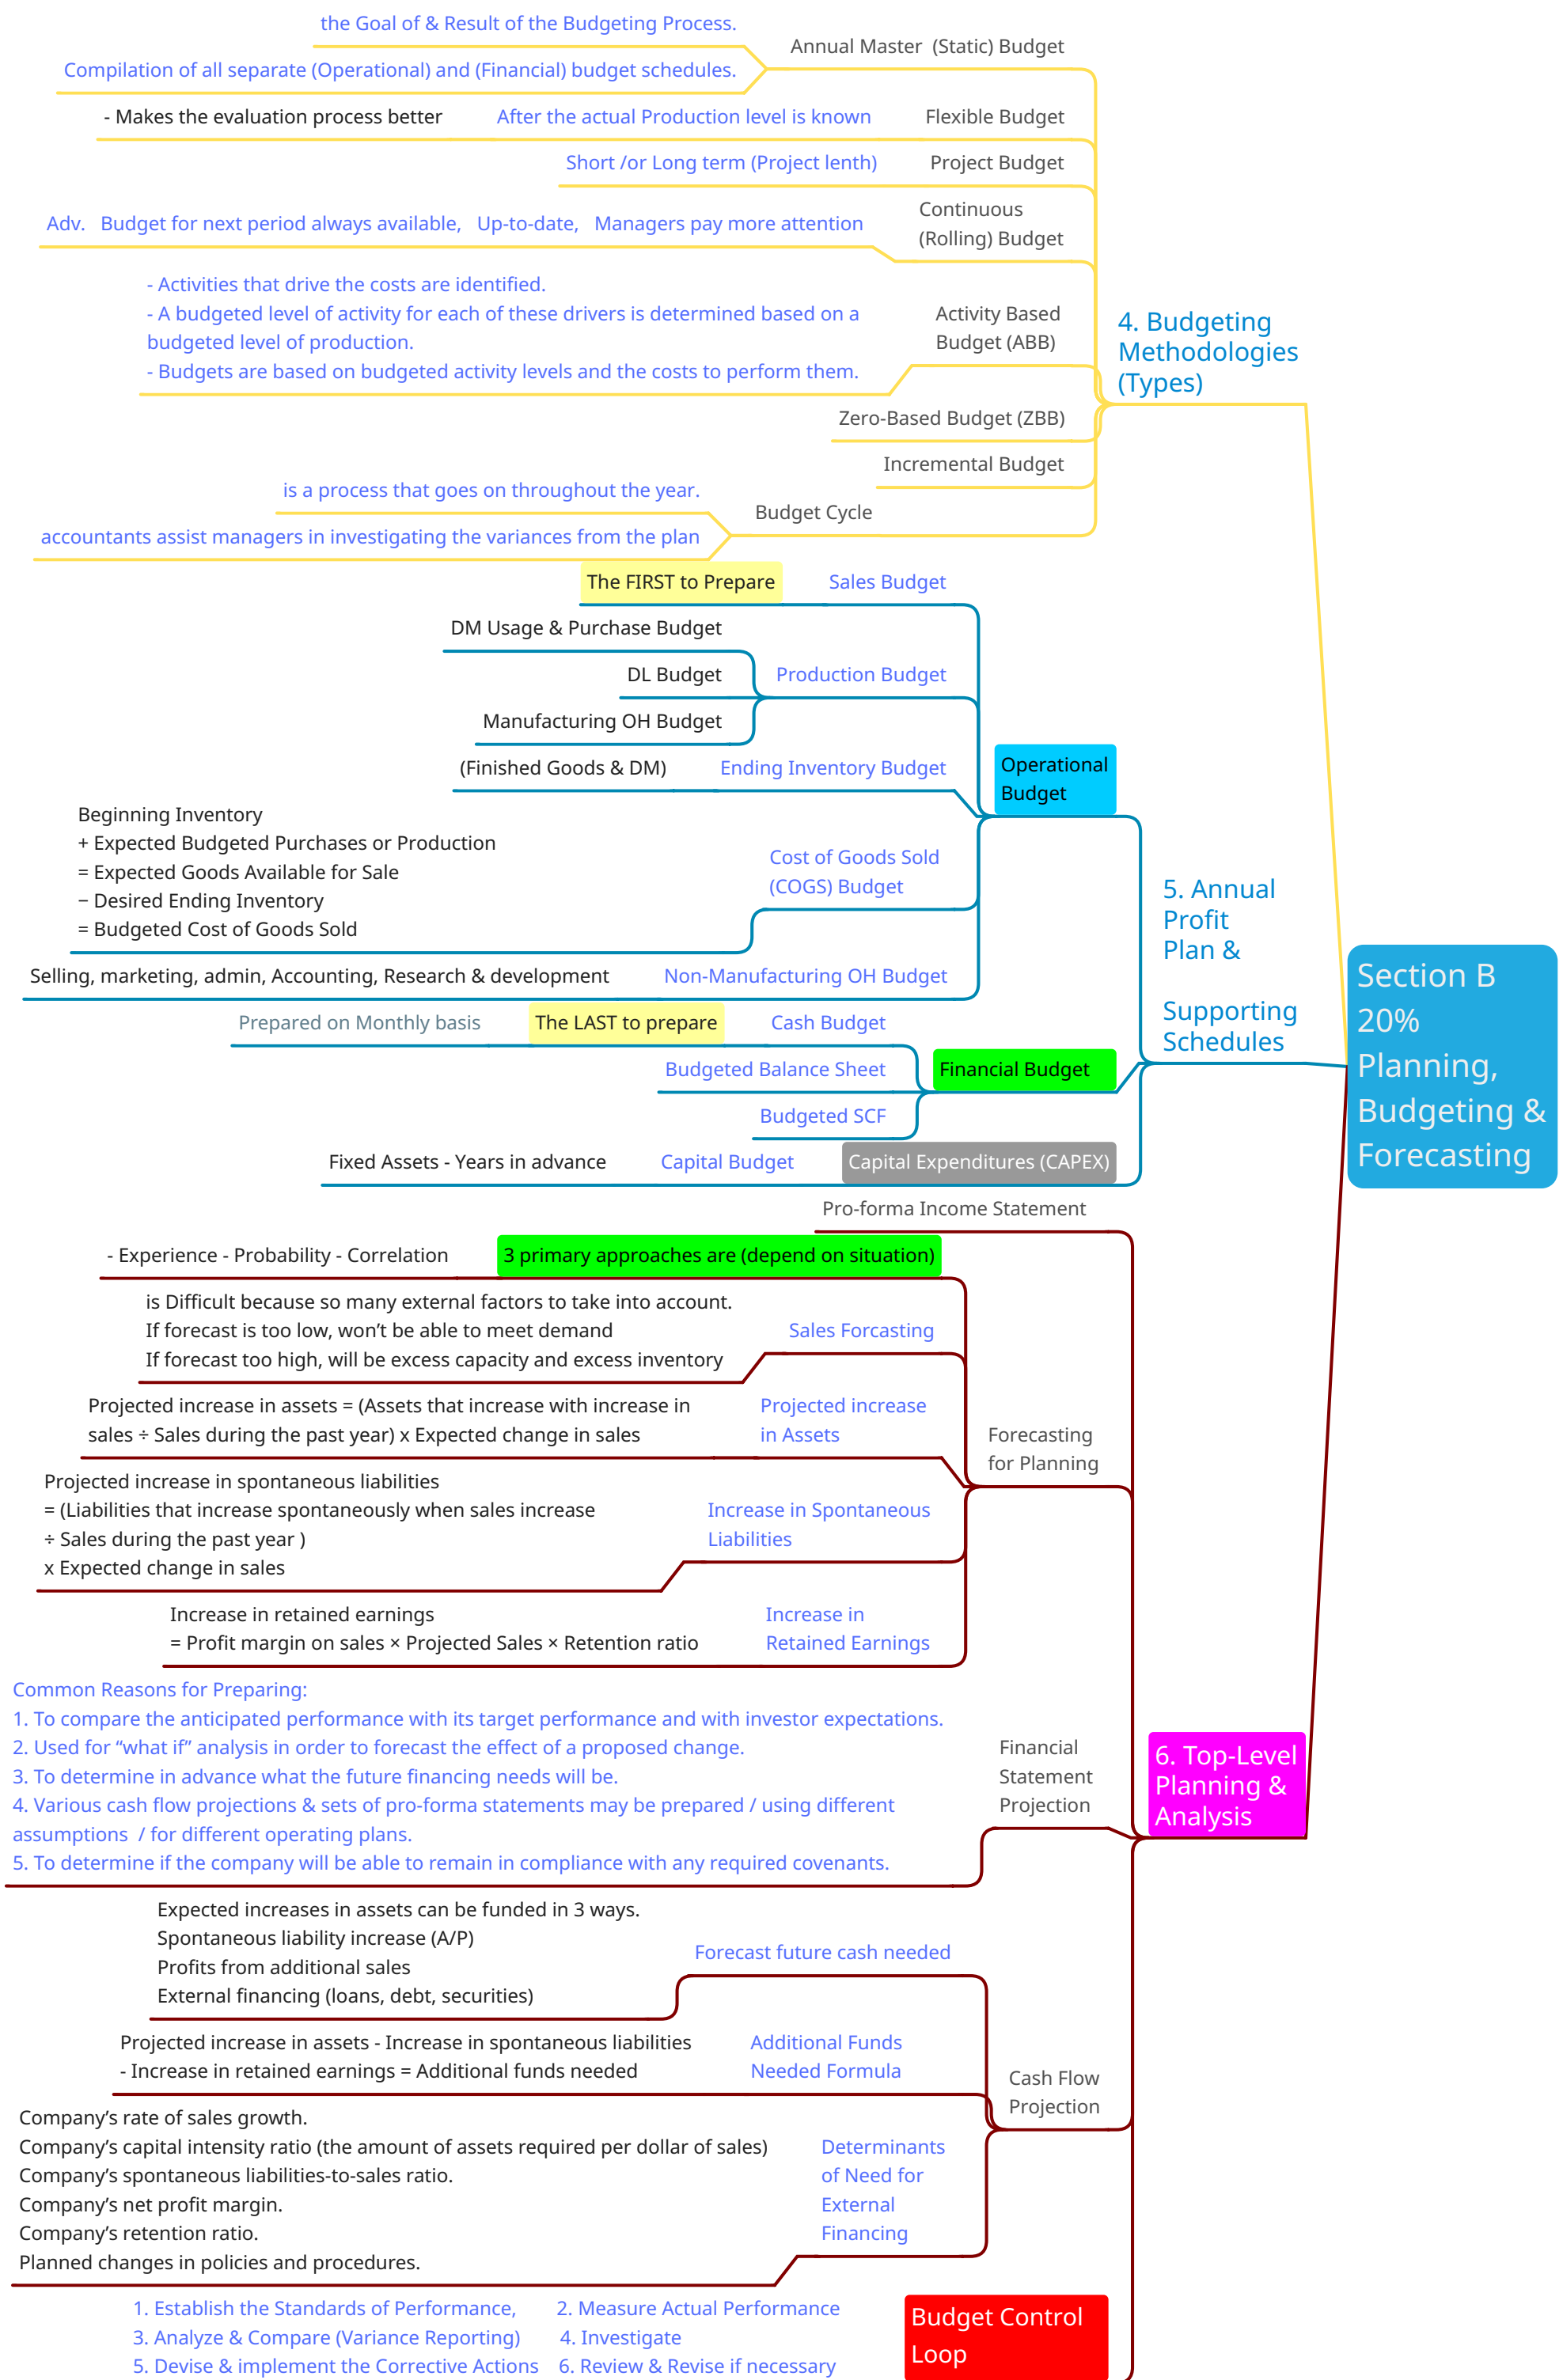 the Goal of & Result of the Budgeting Process.
Annual Master  (Static) Budget
Compilation of all separate (Operational) and (Financial) budget schedules.
- Makes the evaluation process better
After the actual Production level is known
Flexible Budget
Short /or Long term (Project lenth)
Project Budget
Continuous
(Rolling) Budget
Adv.   Budget for next period always available,   Up-to-date,   Managers pay more attention
- Activities that drive the costs are identified.
- A budgeted level of activity for each of these drivers is determined based on a
budgeted level of production.
- Budgets are based on budgeted activity levels and the costs to perform them.
Activity Based
Budget (ABB)
4. Budgeting
Methodologies
(Types)
Zero-Based Budget (ZBB)
Incremental Budget
is a process that goes on throughout the year.
Budget Cycle
accountants assist managers in investigating the variances from the plan
The FIRST to Prepare
Sales Budget
DM Usage & Purchase Budget
DL Budget
Production Budget
Manufacturing OH Budget
(Finished Goods & DM)
Ending Inventory Budget
Operational
Budget
Beginning Inventory
+ Expected Budgeted Purchases or Production
= Expected Goods Available for Sale
− Desired Ending Inventory
= Budgeted Cost of Goods Sold
Cost of Goods Sold
(COGS) Budget
5. Annual
Profit
Plan &
Supporting
Schedules
Section B
20%
Planning,
Budgeting &
Forecasting
Selling, marketing, admin, Accounting, Research & development
Non-Manufacturing OH Budget
Prepared on Monthly basis
The LAST to prepare
Cash Budget
Budgeted Balance Sheet
Financial Budget
Budgeted SCF
Fixed Assets - Years in advance
Capital Budget
Capital Expenditures (CAPEX)
Pro-forma Income Statement
- Experience - Probability - Correlation
3 primary approaches are (depend on situation)
is Difficult because so many external factors to take into account.
If forecast is too low, won’t be able to meet demand
If forecast too high, will be excess capacity and excess inventory
Sales Forcasting
Projected increase in assets = (Assets that increase with increase in
sales ÷ Sales during the past year) x Expected change in sales
Projected increase
in Assets
Forecasting
for Planning
Projected increase in spontaneous liabilities
= (Liabilities that increase spontaneously when sales increase
÷ Sales during the past year )
x Expected change in sales
Increase in Spontaneous
Liabilities
Increase in retained earnings
= Profit margin on sales × Projected Sales × Retention ratio
Increase in
Retained Earnings
Common Reasons for Preparing:
1. To compare the anticipated performance with its target performance and with investor expectations.
2. Used for “what if” analysis in order to forecast the effect of a proposed change.
3. To determine in advance what the future financing needs will be.
4. Various cash flow projections & sets of pro-forma statements may be prepared / using different
assumptions  / for different operating plans.
5. To determine if the company will be able to remain in compliance with any required covenants.
Financial
Statement
Projection
6. Top-Level
Planning &
Analysis
Expected increases in assets can be funded in 3 ways.
Spontaneous liability increase (A/P)
Profits from additional sales
External financing (loans, debt, securities)
Forecast future cash needed
Projected increase in assets - Increase in spontaneous liabilities
- Increase in retained earnings = Additional funds needed
Additional Funds
Needed Formula
Cash Flow
Projection
Company’s rate of sales growth.
Company’s capital intensity ratio (the amount of assets required per dollar of sales)
Company’s spontaneous liabilities-to-sales ratio.
Company’s net profit margin.
Company’s retention ratio.
Planned changes in policies and procedures.
Determinants
of Need for
External
Financing
1. Establish the Standards of Performance,       2. Measure Actual Performance
3. Analyze & Compare (Variance Reporting)       4. Investigate
5. Devise & implement the Corrective Actions    6. Review & Revise if necessary
Budget Control
Loop